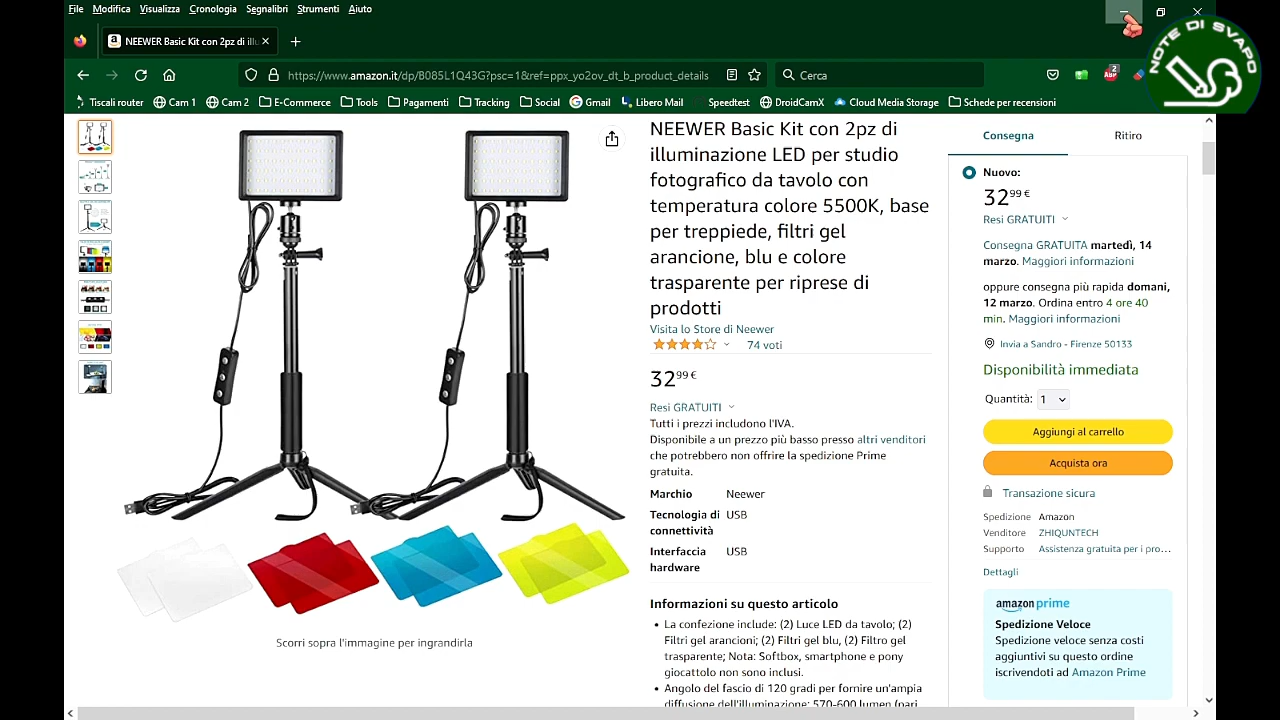 File Modifica Visualizza Cronologia Segnalibri Strumenti Aiuto
NOTE DI SVAPO
a NEEWER Basic Kit con 2pz di illu
https://www.amazon.it/dp/B085L1Q43G?psc=1&ref=ppx_yo2ov_dt_b_product_details
Cerca
ABP 2
Tiscali router Cam 1 Cam 2 E-Commerce Tools Pagamenti Tracking Social Gmail Libero Mail Speedtest DroidCamX Cloud Media Storage Schede per recensioni
NEEWER Basic Kit con 2pz di
illuminazione LED per studio
fotografico da tavolo con
temperatura colore 5500K, base
per treppiede, filtri gel
arancione, blu e colore
trasparente per riprese di
prodotti
Visita lo Store di Neewer
74 voti
32,99 €
Resi GRATUITI
Tutti i prezzi includono l'IVA.
Disponibile a un prezzo più basso presso altri venditori
che potrebbero non offrire la spedizione Prime
gratuita.
Marchio Neewer
Tecnologia di USB
connettività
Interfaccia USB
hardware
Informazioni su questo articolo
• La confezione include: (2) Luce LED da tavolo; (2)
Filtri gel arancioni; (2) Filtri gel blu, (2) Filtro gel
trasparente; Nota: Softbox, smartphone e pony
giocattolo non sono inclusi.
• Angolo del fascio di 120 gradi per fornire un'ampia
diffusione dell'illuminazione; 570-600 lumen (pari
Scorri sopra l'immagine per ingrandirla
Consegna Ritiro
Nuovo:
32 99 €
Resi GRATUITI
Consegna GRATUITA martedì, 14
marzo. Maggiori informazioni
oppure consegna più rapida domani,
12 marzo. Ordina entro 4 ore 40
min. Maggiori informazioni
Invia a Sandro - Firenze 50133
Disponibilità immediata
Quantità: 1
Aggiungi al carrello
Acquista ora
Transazione sicura
Spedizione Amazon
Venditore ZHIQUNTECH
Supporto Assistenza gratuita per i pro...
Dettagli
amazon prime
Spedizione Veloce
Spedizione veloce senza costi
aggiuntivi su questo ordine
iscrivendoti ad Amazon Prime